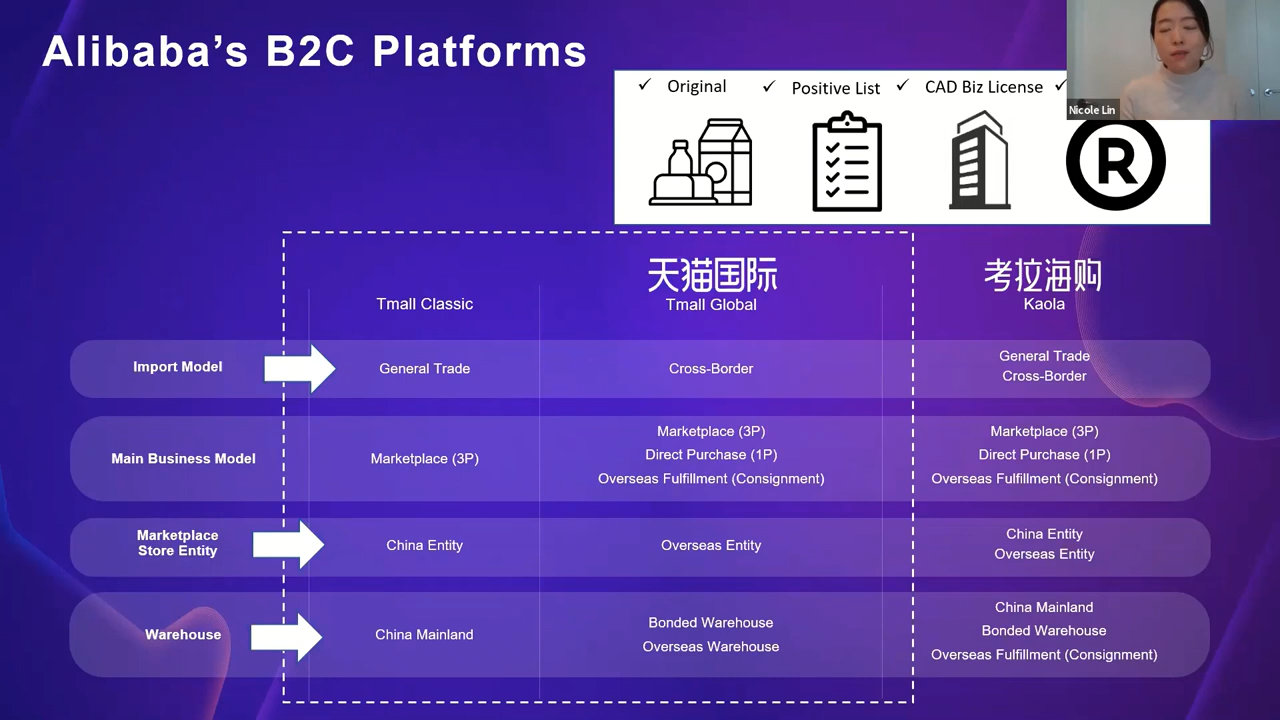 Alibaba's B2C Platforms
Original
Positive List
CAD Biz License
Nicole Lin
R
天猫国际
考拉海购
Tmall Classic
Tmall Global
Kaola
Import Model
General Trade
Cross-Border
General Trade
Cross-Border
Main Business Model
Marketplace (3P)
Marketplace (3P)
Direct Purchase (1P)
Overseas Fulfillment (Consignment)
Marketplace (3P)
Direct Purchase (1P)
Overseas Fulfillment (Consignment)
Marketplace
Store Entity
China Entity
Overseas Entity
China Entity
Overseas Entity
Warehouse
China Mainland
Bonded Warehouse
Overseas Warehouse
China Mainland
Bonded Warehouse
Overseas Fulfillment (Consignment)